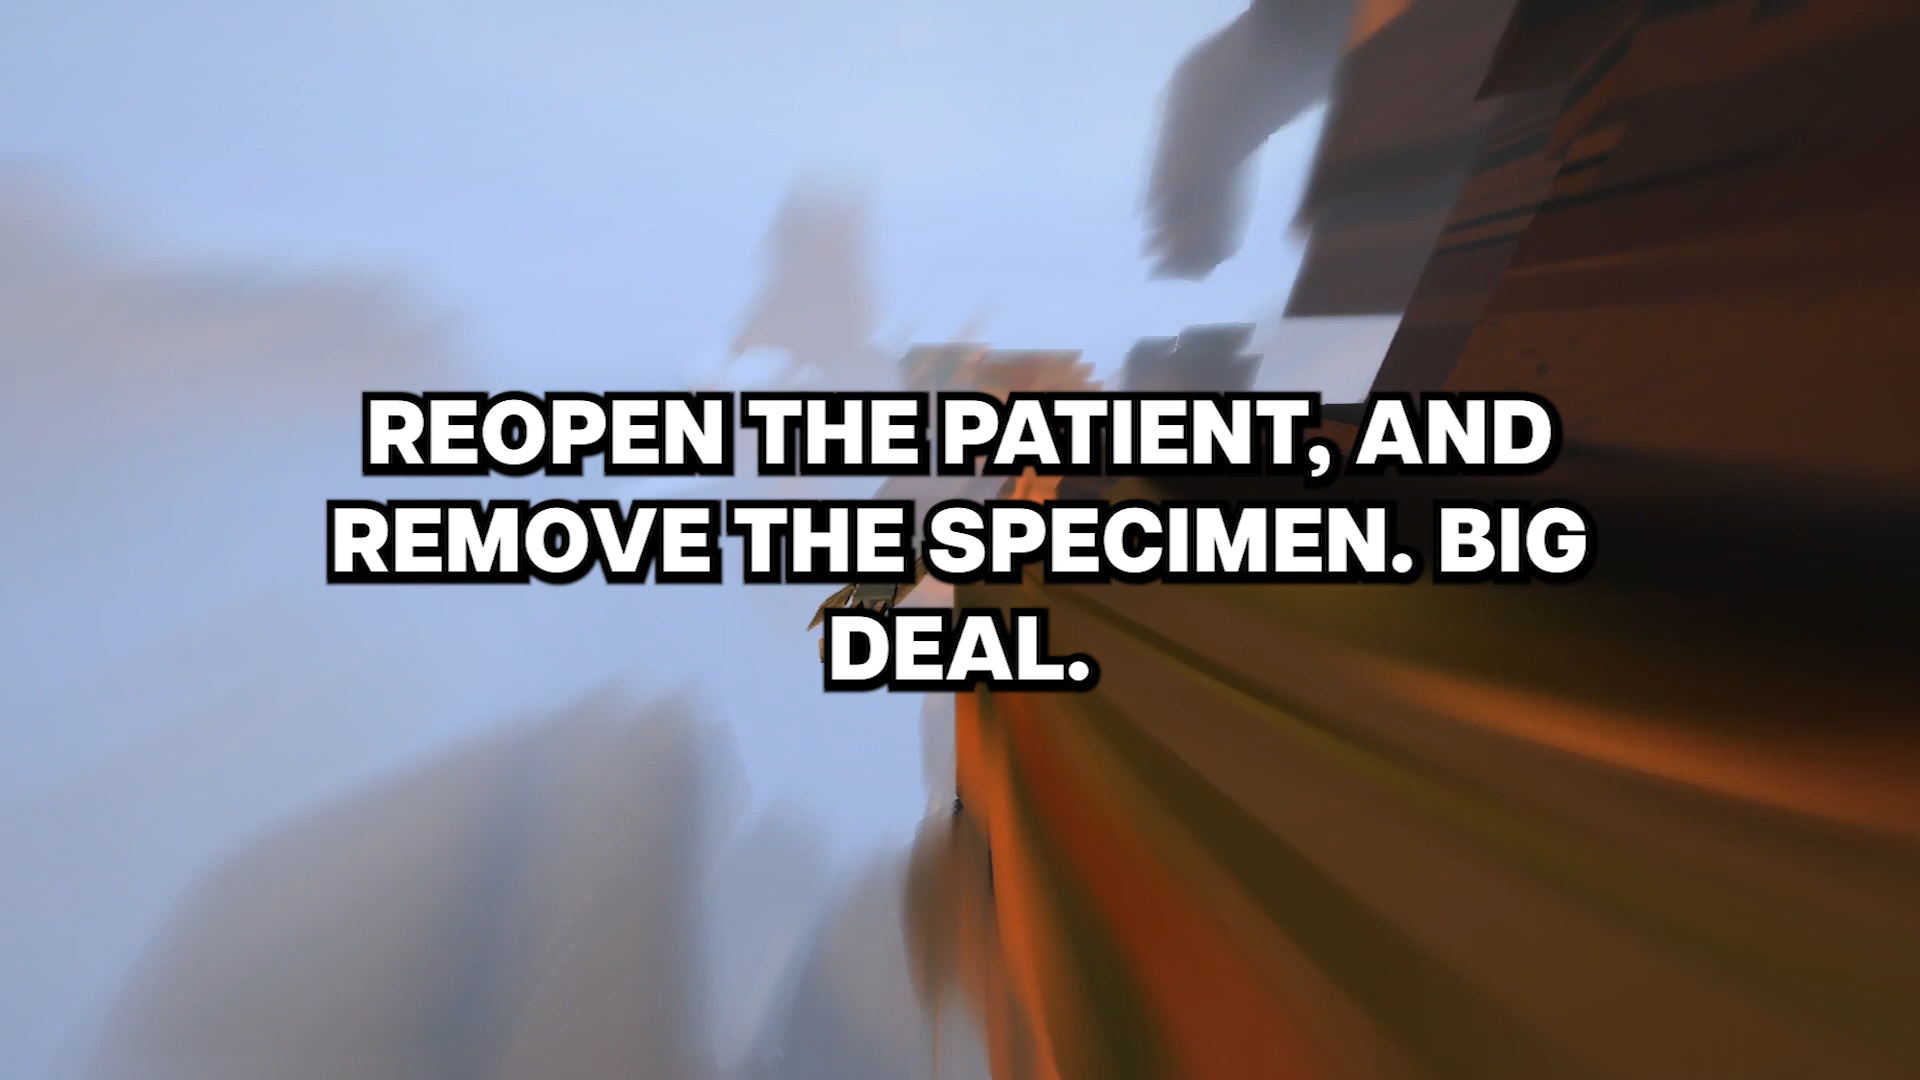 REOPEN THE PATIENT, AND
REMOVE THE SPECIMEN. BIG
DEAL.